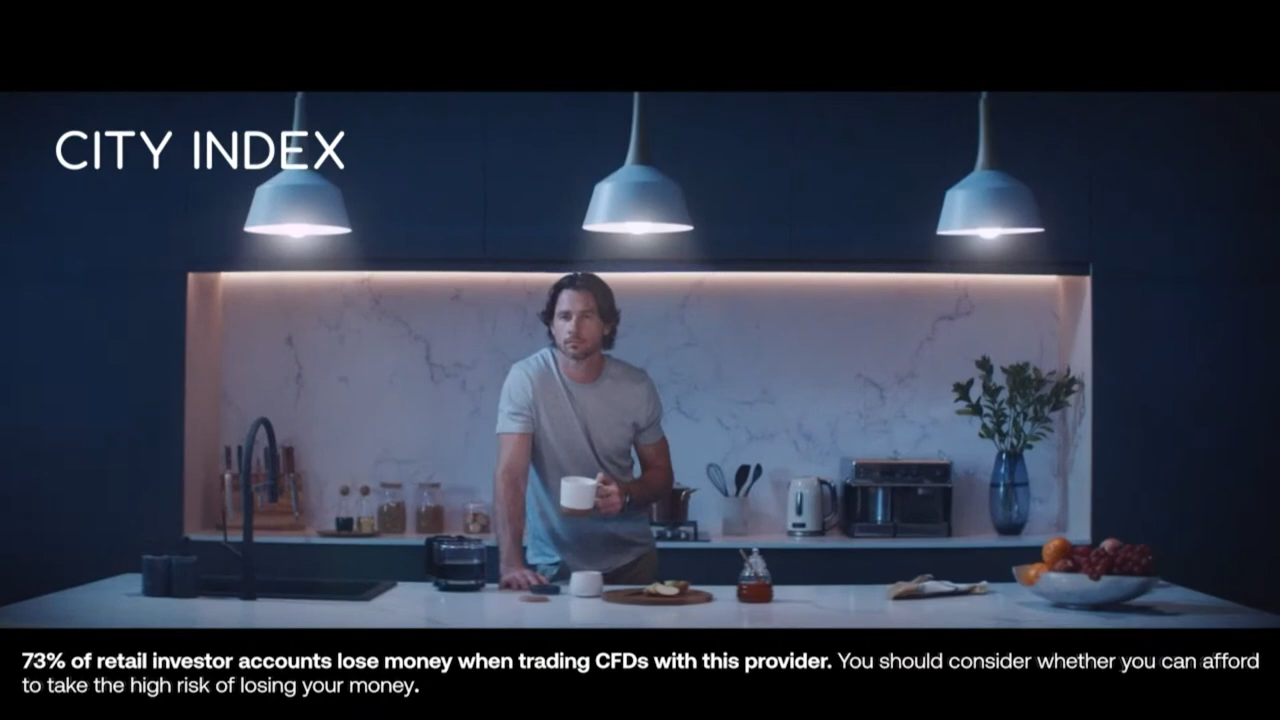 CITY INDEX
73% of retail investor accounts lose money when trading CFDs with this provider. You should consider whether you can afford
to take the high risk of losing your money.